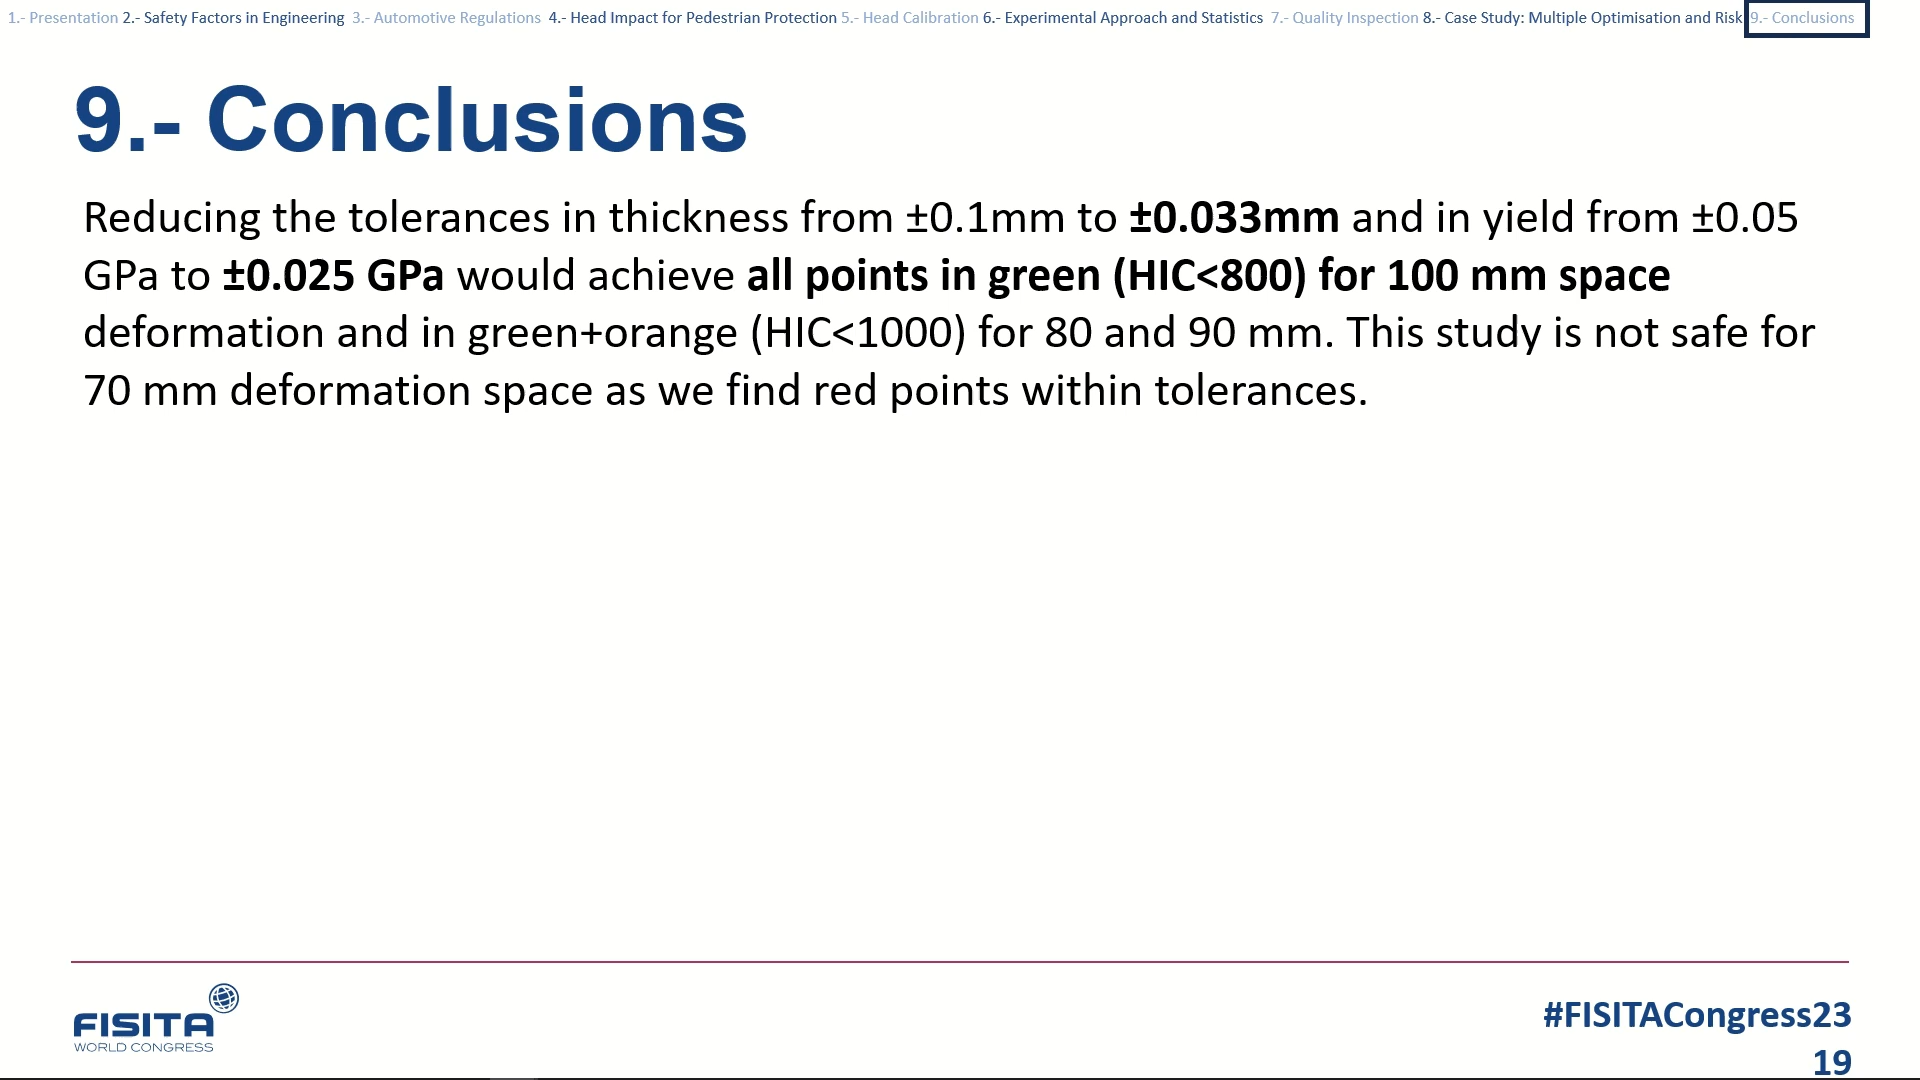 1.- Presentation 2.- Safety Factors in Engineering 3.- Automotive Regulations 4.- Head Impact for Pedestrian Protection 5.- Head Calibration 6.- Experimental Approach and Statistics 7.- Quality Inspection 8.- Case Study: Multiple Optimisation and Risk 9.- Conclusions
9.- Conclusions
Reducing the tolerances in thickness from ±0.1mm to ±0.033mm and in yield from ±0.05
GPa to ±0.025 GPa would achieve all points in green (HIC<800) for 100 mm space
deformation and in green+orange (HIC<1000) for 80 and 90 mm. This study is not safe for
70 mm deformation space as we find red points within tolerances.
FISITA
WORLD CONGRESS
#FISITACongress23
19